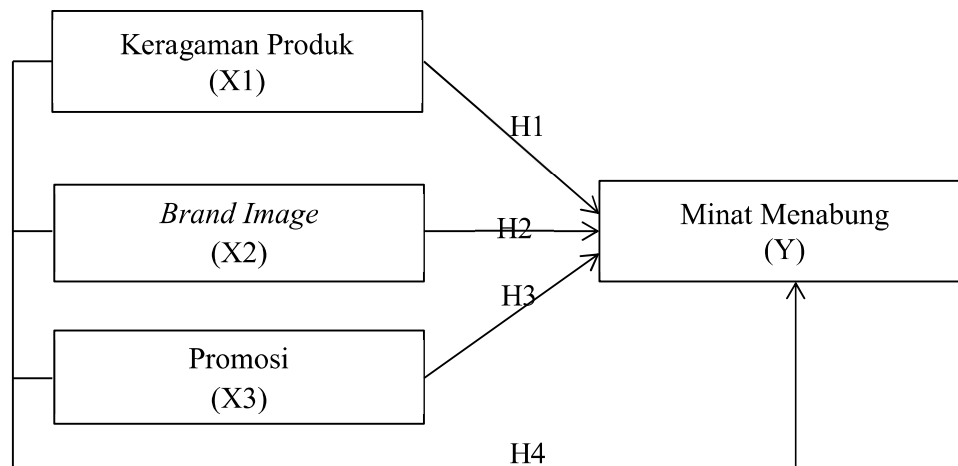 Keragaman Produk
(X1)
H1
Brand Image
(X2)
H2
Minat Menabung
(Y)
H3
Promosi
(X3)
H4